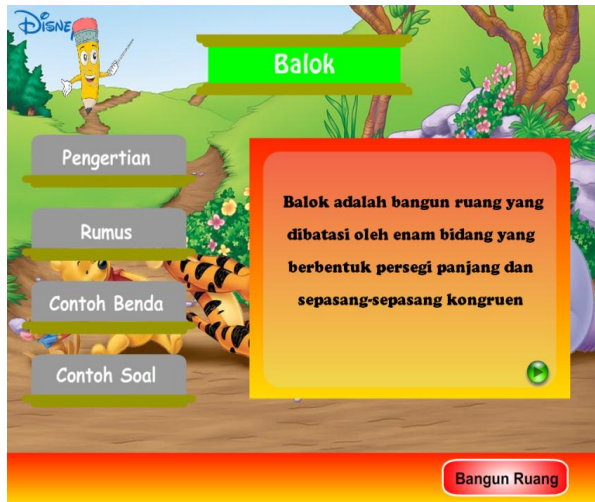 Disney
Balok
Pengertian
Rumus
Contoh Benda
Contoh Soal
Balok adalah bangun ruang yang
dibatasi oleh enam bidang yang
berbentuk persegi panjang dan
sepasang-sepasang kongruen
Bangun Ruang